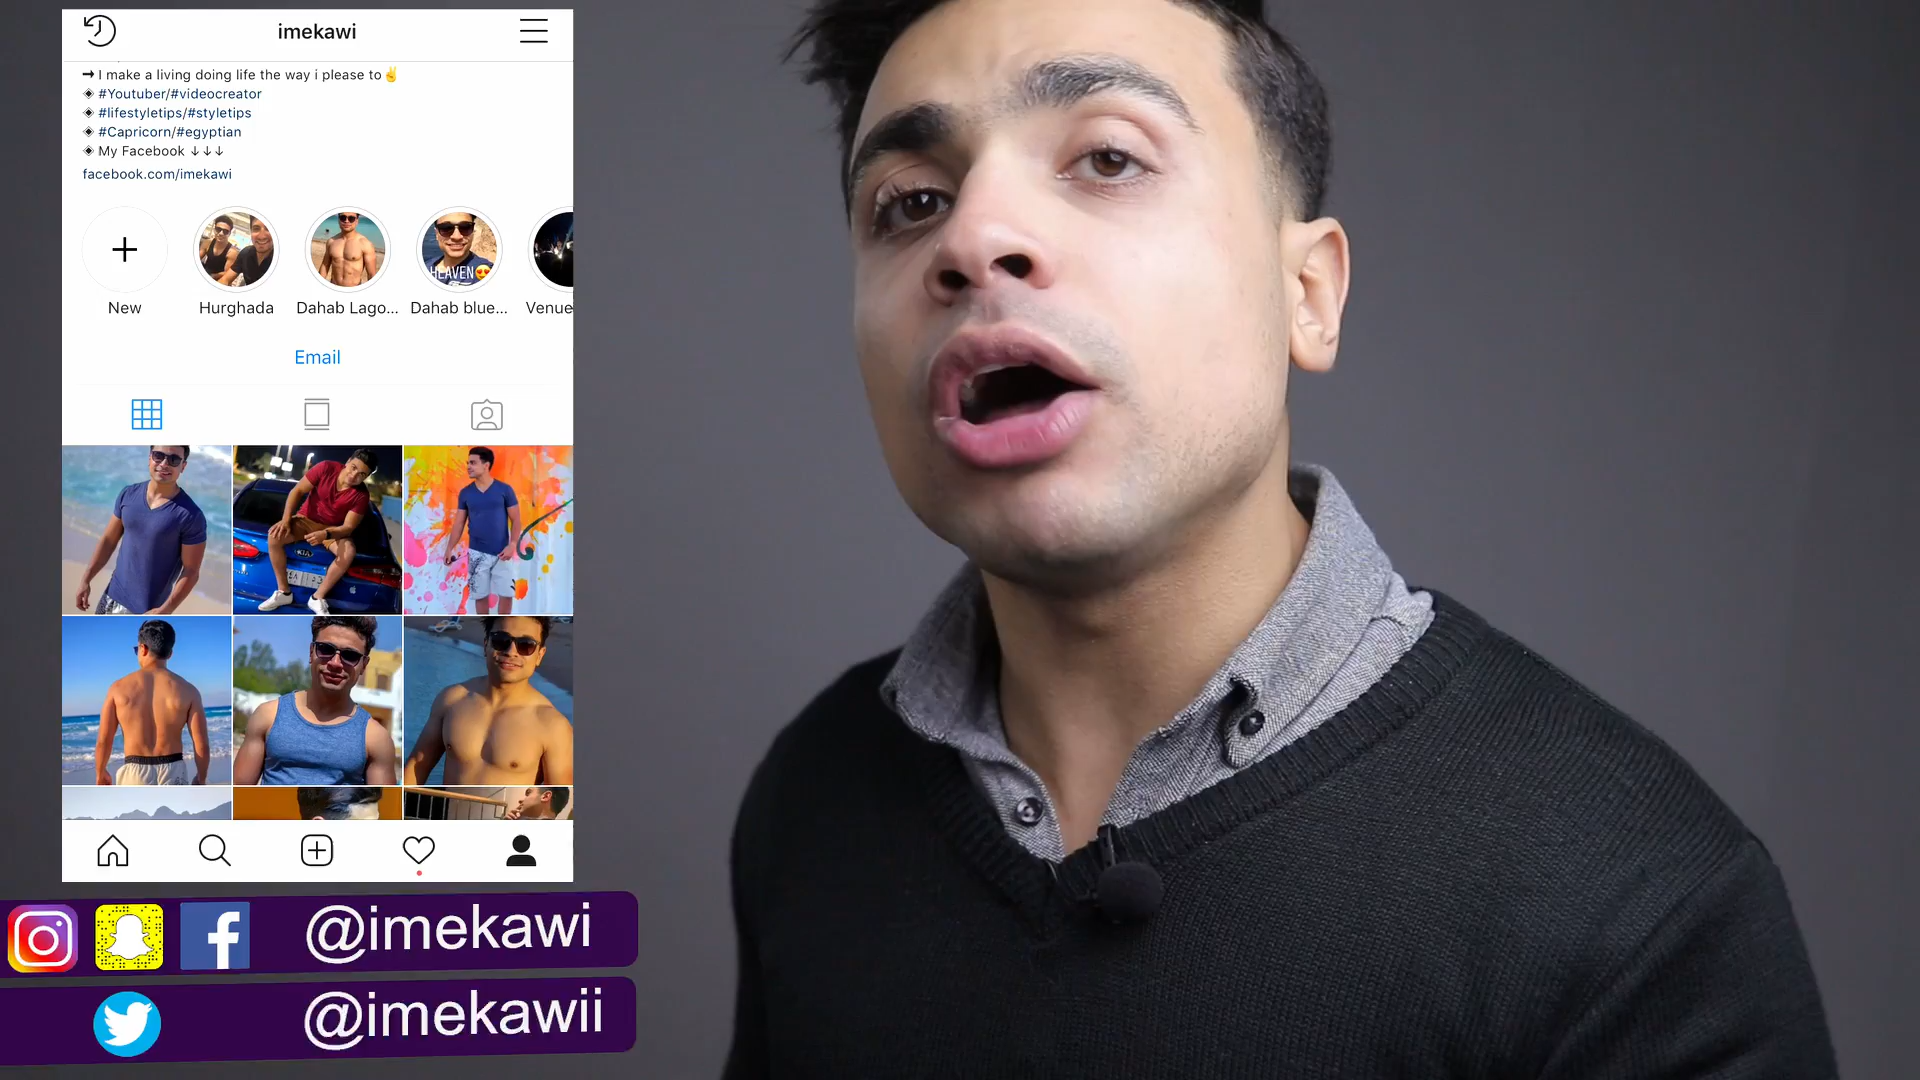 imekawi
➞ I make a living doing life the way i please to✌
◈ #Youtuber/#videocreator
◈ #lifestyletips/#styletips
◈ #Capricorn/#egyptian
◈ My Facebook ↓↓↓
facebook.com/imekawi
HEAVEN😍
New
Hurghada
Dahab Lago...
Dahab blue...
Venue
Email
KIA
@imekawi
@imekawii